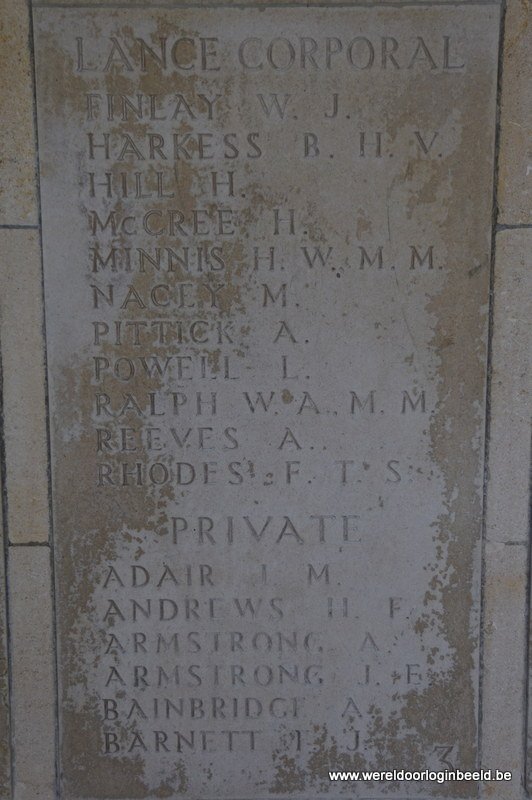 LANCE CORPORAL
FINLAY W. J.
HARKESS B. H. V.
HILL H.
McCREE H.
MINNIS H. W., M. M.
NACEY M.
PITTICK A.
POWELL L.
RALPH W. A., M. M.
REEVES A.
RHODES F. T. S.
PRIVATE
ADAIR J. M.
ANDREWS H. F.
ARMSTRONG A.
ARMSTRONG J. E.
BAINBRIDGE A.
BARNETT J.
3
www.wereldoorloginbeeld.be